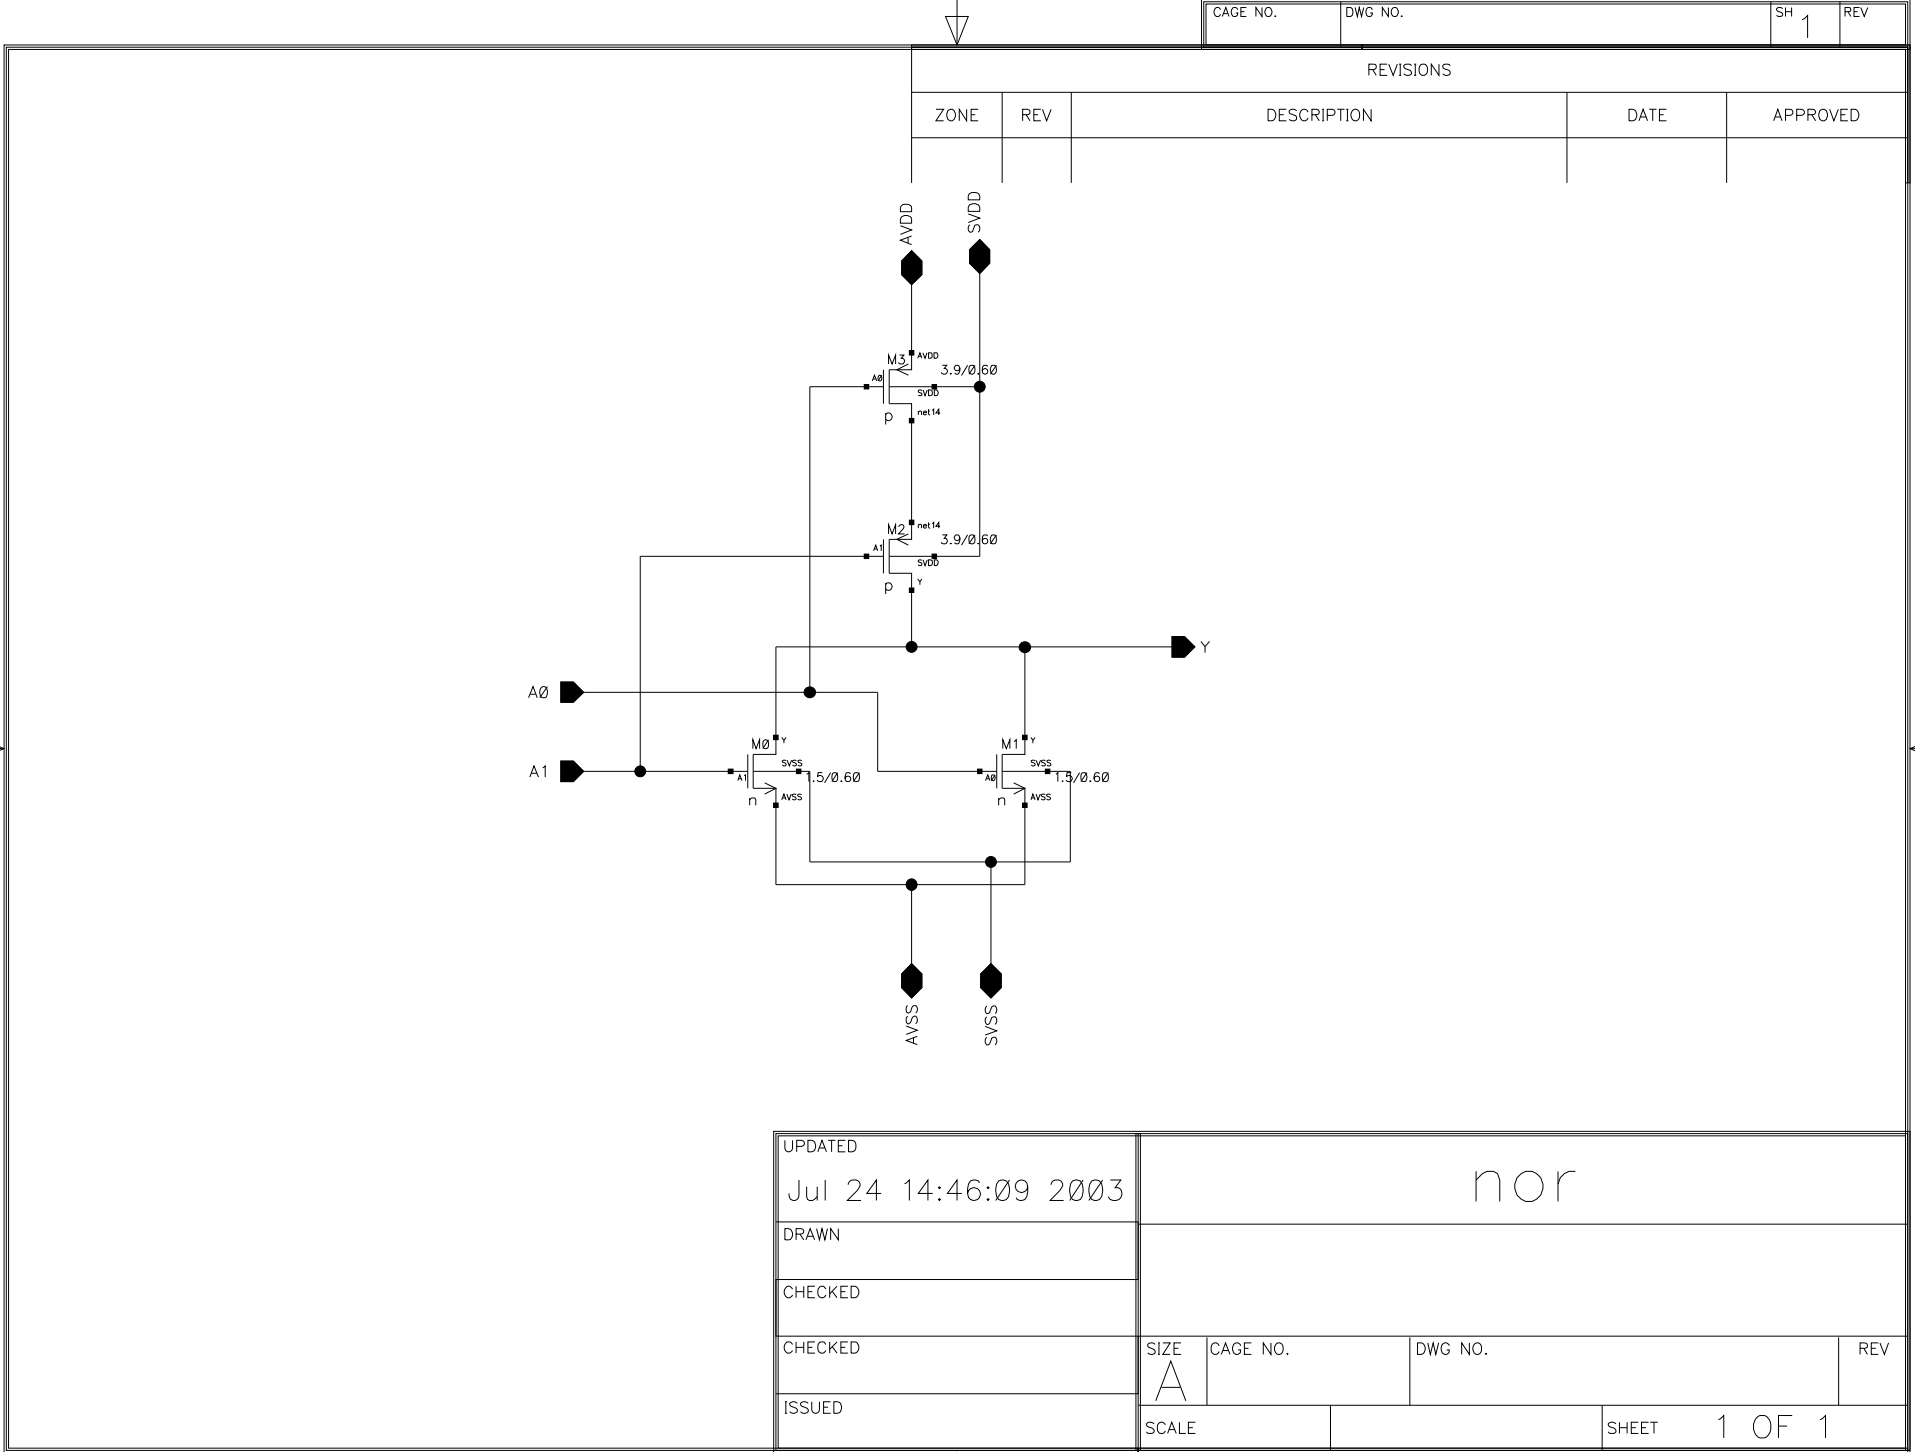 CAGE NO. DWG NO. SH 1 REV
REVISIONS
ZONE REV DESCRIPTION DATE APPROVED
AVDD SVDD
M3 AVDD
3.9/0.60
A0
SVDD
net14
p
M2 net14
3.9/0.60
A1
SVDD
Y
p
Y
A0
M0 Y
M1 Y
SVSS
SVSS
A1
A1
1.5/0.60
A0
1.5/0.60
n
AVSS
n
AVSS
AVSS SVSS
UPDATED
Jul 24 14:46:09 2003
nor
DRAWN
CHECKED
CHECKED
SIZE CAGE NO. DWG NO. REV
A
ISSUED
SCALE SHEET 1 OF 1